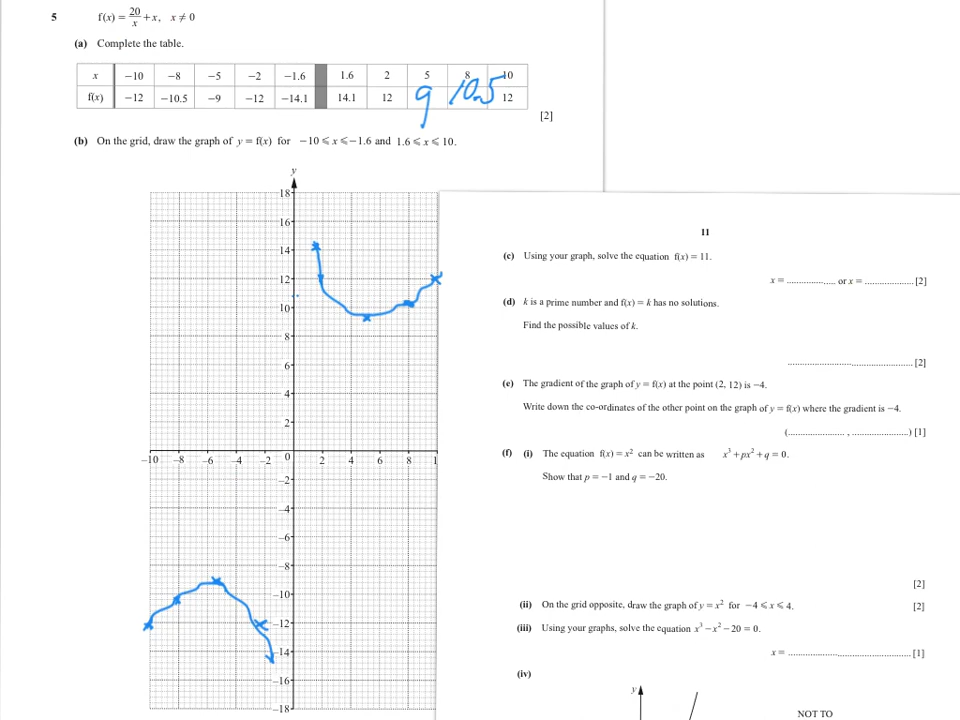 5 f(x) = 20/x + x, x ≠ 0
(a) Complete the table.
x −10 −8 −5 −2 −1.6 1.6 2 5 8 10
f(x) −12 −10.5 −9 −12 −14.1 14.1 12 9 10.5 12
[2]
(b) On the grid, draw the graph of y = f(x) for −10 ⩽ x ⩽ −1.6 and 1.6 ⩽ x ⩽ 10.
y
18
16
14
12
10
8
6
4
2
−10 −8 −6 −4 −2 0 2 4 6 8 1
−2
−4
−6
−8
−10
−12
−14
−16
−18
11
(c) Using your graph, solve the equation f(x) = 11.
x = .................... or x = .................... [2]
(d) k is a prime number and f(x) = k has no solutions.
Find the possible values of k.
.................................................. [2]
(e) The gradient of the graph of y = f(x) at the point (2, 12) is −4.
Write down the co-ordinates of the other point on the graph of y = f(x) where the gradient is −4.
(....................... , .......................) [1]
(f) (i) The equation f(x) = x² can be written as x³ + px² + q = 0.
Show that p = −1 and q = −20.
[2]
(ii) On the grid opposite, draw the graph of y = x² for −4 ⩽ x ⩽ 4. [2]
(iii) Using your graphs, solve the equation x³ − x² − 20 = 0.
x = .................................................. [1]
(iv)
y
NOT TO